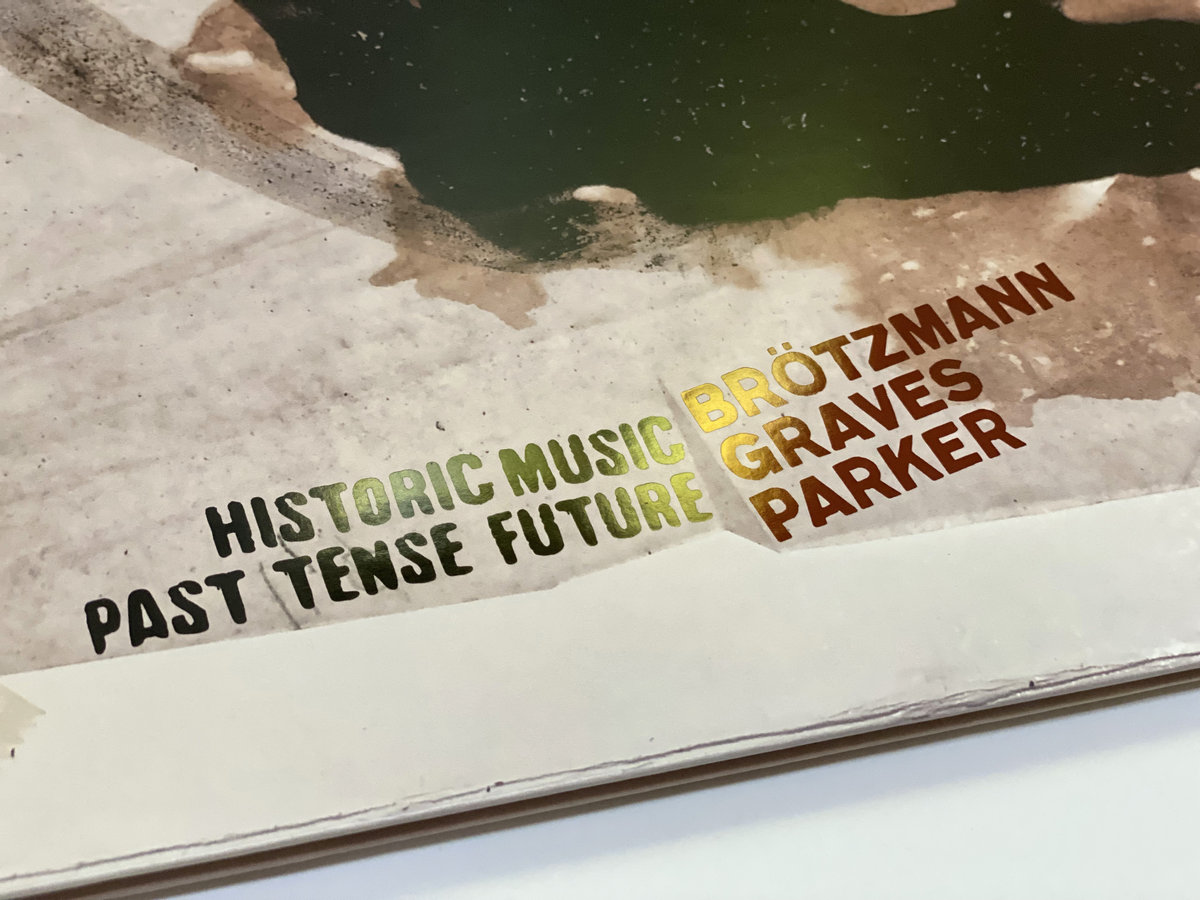 HISTORIC MUSIC
PAST TENSE FUTURE
BRÖTZMANN
GRAVES
PARKER